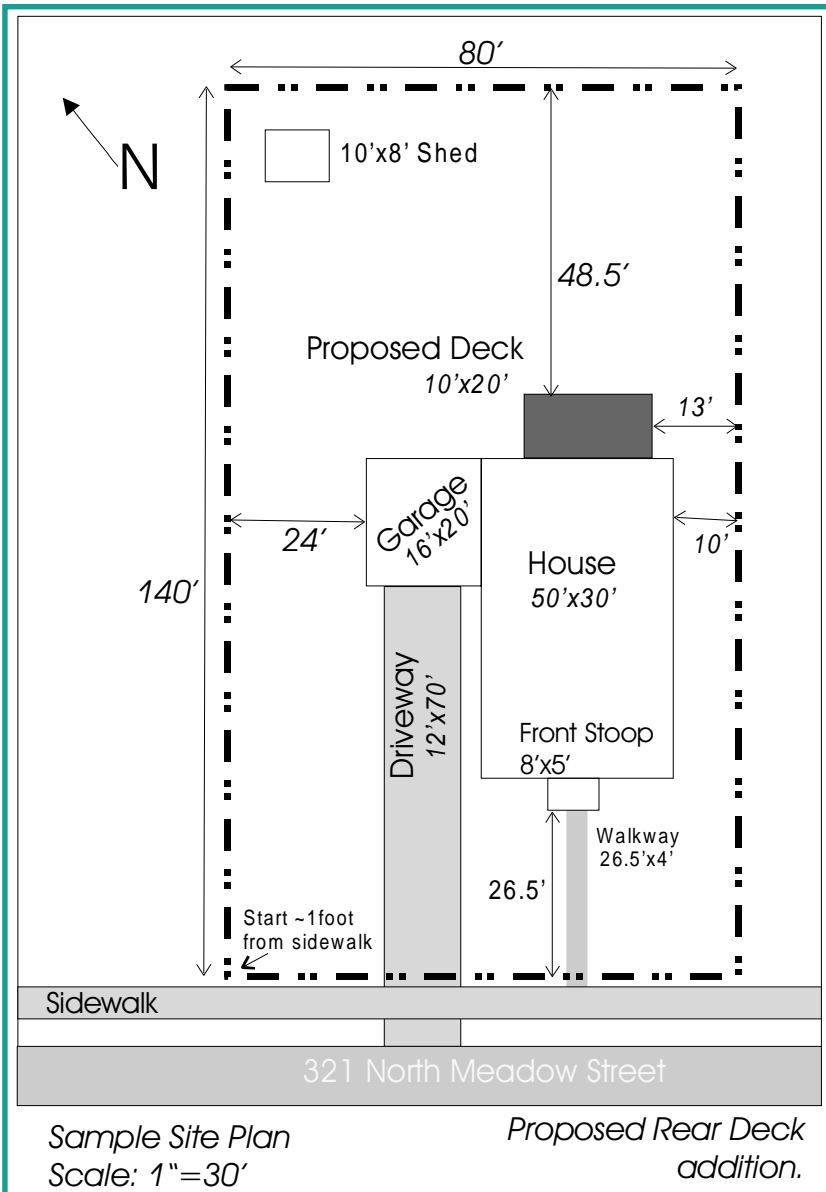 80′
N
10'x8' Shed
48.5′
Proposed Deck
10'x20'
13′
Garage
16'x20'
24′
10′
House
50'x30'
140′
Driveway
12'x70'
Front Stoop
8'x5'
Walkway
26.5'x4'
26.5'
Start ~1foot
from sidewalk
Sidewalk
321 North Meadow Street
Sample Site Plan
Scale: 1"=30'
Proposed Rear Deck
addition.